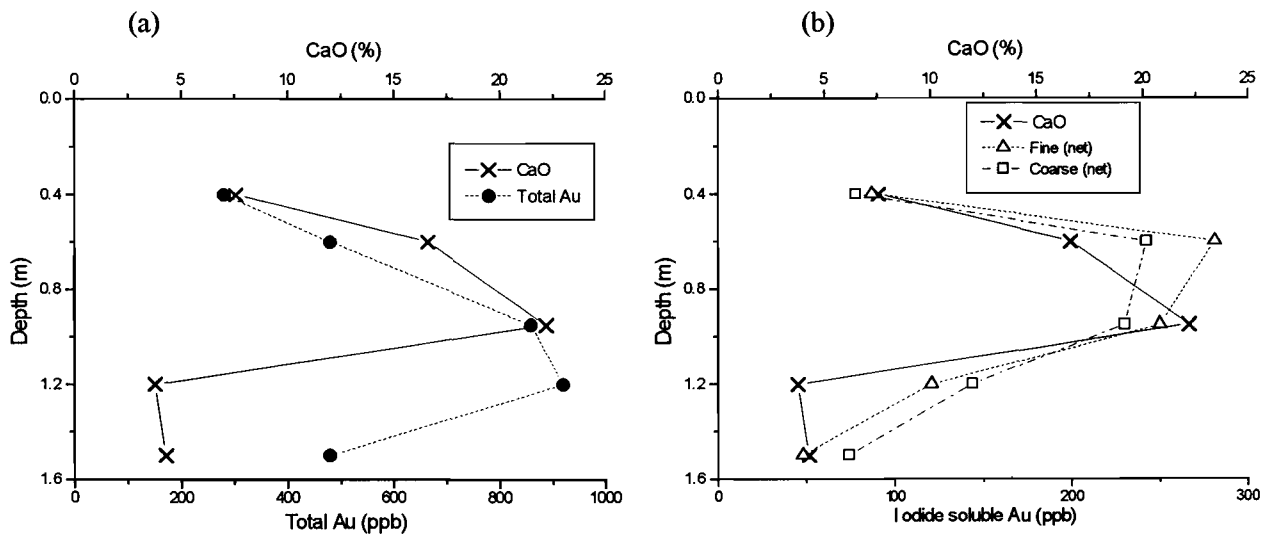 (a)
CaO (%)
0 5 10 15 20 25
0.0
0.4
0.8
1.2
1.6
Depth (m)
CaO
Total Au
0 200 400 600 800 1000
Total Au (ppb)
(b)
CaO (%)
0 5 10 15 20 25
0.0
0.4
0.8
1.2
1.6
Depth (m)
CaO
Fine (net)
Coarse (net)
0 100 200 300
Iodide soluble Au (ppb)